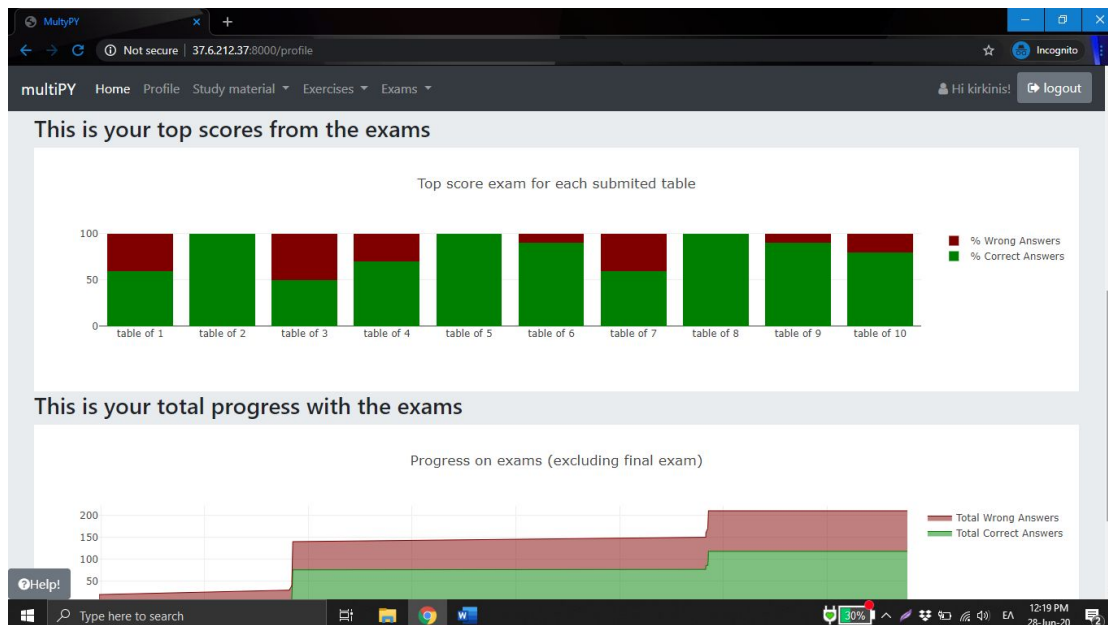 MultyPY
Not secure | 37.6.212.37:8000/profile
Incognito
multiPY Home Profile Study material Exercises Exams Hi kirkinis! logout
This is your top scores from the exams
Top score exam for each submited table
100
50
0
% Wrong Answers
% Correct Answers
table of 1 table of 2 table of 3 table of 4 table of 5 table of 6 table of 7 table of 8 table of 9 table of 10
This is your total progress with the exams
Progress on exams (excluding final exam)
200
150
100
50
Total Wrong Answers
Total Correct Answers
Help!
Type here to search
30%
ΕΛ
12:19 PM
28-Jun-20
2